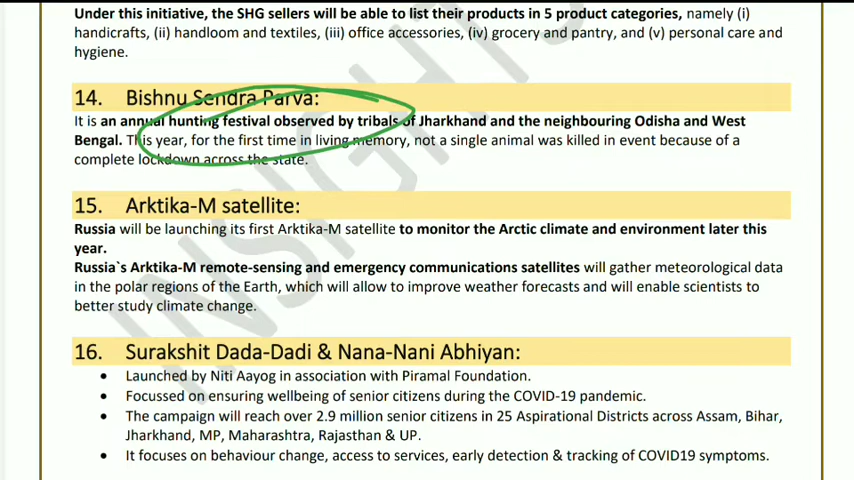 Under this initiative, the SHG sellers will be able to list their products in 5 product categories, namely (i)
handicrafts, (ii) handloom and textiles, (iii) office accessories, (iv) grocery and pantry, and (v) personal care and
hygiene.
14. Bishnu Sendra Parva:
It is an annual hunting festival observed by tribals of Jharkhand and the neighbouring Odisha and West
Bengal. This year, for the first time in living memory, not a single animal was killed in event because of a
complete lockdown across the state.
15. Arktika-M satellite:
Russia will be launching its first Arktika-M satellite to monitor the Arctic climate and environment later this
year.
Russia`s Arktika-M remote-sensing and emergency communications satellites will gather meteorological data
in the polar regions of the Earth, which will allow to improve weather forecasts and will enable scientists to
better study climate change.
16. Surakshit Dada-Dadi & Nana-Nani Abhiyan:
• Launched by Niti Aayog in association with Piramal Foundation.
• Focussed on ensuring wellbeing of senior citizens during the COVID-19 pandemic.
• The campaign will reach over 2.9 million senior citizens in 25 Aspirational Districts across Assam, Bihar,
Jharkhand, MP, Maharashtra, Rajasthan & UP.
• It focuses on behaviour change, access to services, early detection & tracking of COVID19 symptoms.
INSIGHTS